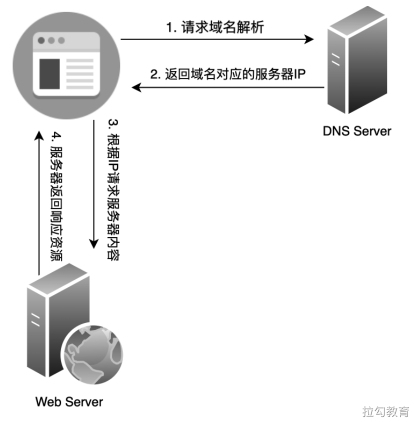 1. 请求域名解析
2. 返回域名对应的服务器IP
DNS Server
3. 根据IP请求服务器内容
4. 服务器返回响应资源
Web Server
拉勾教育